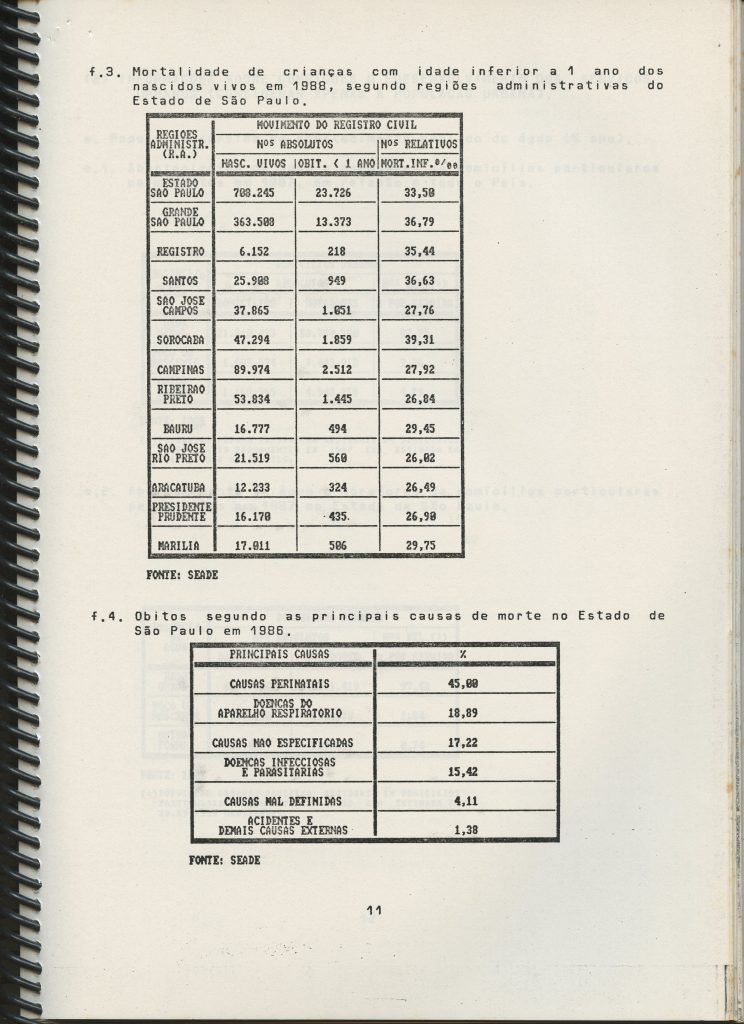 f.3. Mortalidade de crianças com idade inferior a 1 ano dos
nascidos vivos em 1988, segundo regiões administrativas do
Estado de São Paulo.
REGIOES ADMINISTR. (R.A.) | MOVIMENTO DO REGISTRO CIVIL
NOS ABSOLUTOS | NOS RELATIVOS
NASC. VIVOS | OBIT. < 1 ANO | MORT.INF.0/00
ESTADO SAO PAULO | 708.245 | 23.726 | 33,50
GRANDE SAO PAULO | 363.508 | 13.373 | 36,79
REGISTRO | 6.152 | 218 | 35,44
SANTOS | 25.908 | 949 | 36,63
SAO JOSE CAMPOS | 37.865 | 1.051 | 27,76
SOROCABA | 47.294 | 1.859 | 39,31
CAMPINAS | 89.974 | 2.512 | 27,92
RIBEIRAO PRETO | 53.834 | 1.445 | 26,84
BAURU | 16.777 | 494 | 29,45
SAO JOSE RIO PRETO | 21.519 | 560 | 26,02
ARACATUBA | 12.233 | 324 | 26,49
PRESIDENTE PRUDENTE | 16.170 | 435 | 26,90
MARILIA | 17.011 | 506 | 29,75
FONTE: SEADE
f.4. Obitos segundo as principais causas de morte no Estado de
São Paulo em 1986.
PRINCIPAIS CAUSAS | %
CAUSAS PERINATAIS | 45,00
DOENCAS DO APARELHO RESPIRATORIO | 18,89
CAUSAS NAO ESPECIFICADAS | 17,22
DOENCAS INFECCIOSAS E PARASITARIAS | 15,42
CAUSAS MAL DEFINIDAS | 4,11
ACIDENTES E DEMAIS CAUSAS EXTERNAS | 1,38
FONTE: SEADE
11